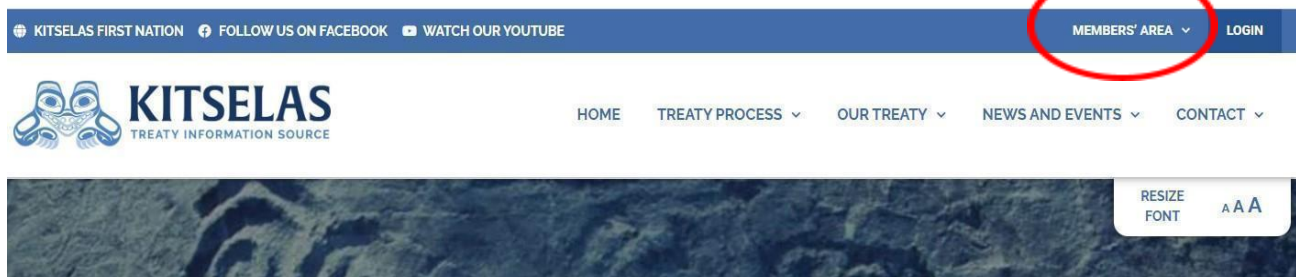 KITSELAS FIRST NATION FOLLOW US ON FACEBOOK WATCH OUR YOUTUBE MEMBERS' AREA LOGIN
KITSELAS
TREATY INFORMATION SOURCE
HOME TREATY PROCESS OUR TREATY NEWS AND EVENTS CONTACT
RESIZE
FONT
A A A